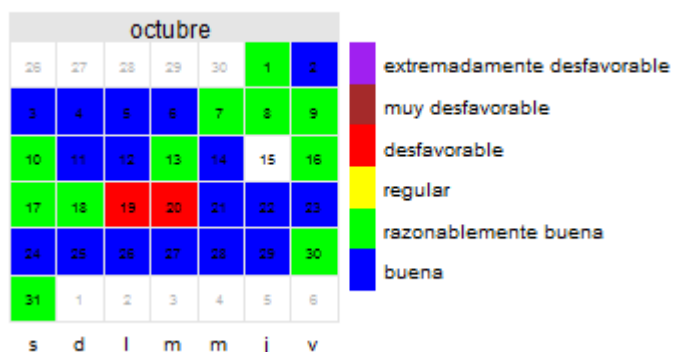 octubre
26 27 28 29 30 1 2
3 4 5 6 7 8 9
10 11 12 13 14 15 16
17 18 19 20 21 22 23
24 25 26 27 28 29 30
31 1 2 3 4 5 6
s d l m m j v
extremadamente desfavorable
muy desfavorable
desfavorable
regular
razonablemente buena
buena